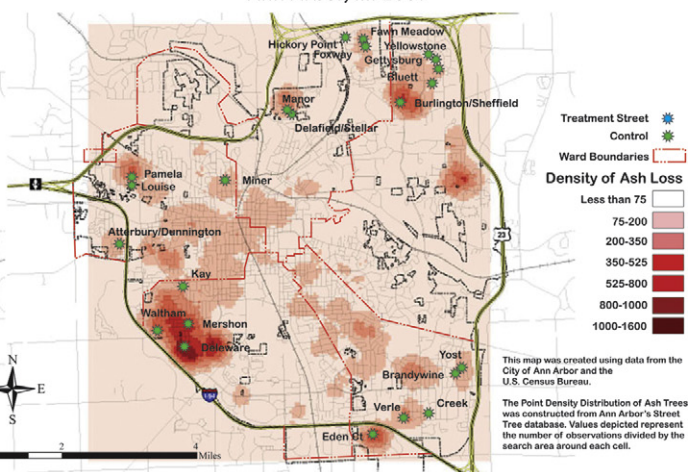 Fawn Meadow
Hickory Point
Yellowstone
Foxway
Gettysburg
Bluett
Manor
Burlington/Sheffield
Delafield/Stellar
Treatment Street
Control
Ward Boundaries
Density of Ash Loss
Less than 75
75-200
200-350
350-525
525-800
800-1000
1000-1600
Pamela
Louise
Miner
Atterbury/Dennington
23
Kay
Waltham
Mershon
Deleware
Yost
Brandywine
Creek
Verle
Eden Ct
I-94
N
E
S
2
4
Miles
This map was created using data from the
City of Ann Arbor and the
U.S. Census Bureau.
The Point Density Distribution of Ash Trees
was constructed from Ann Arbor's Street
Tree database. Values depicted represent
the number of observations divided by the
search area around each cell.